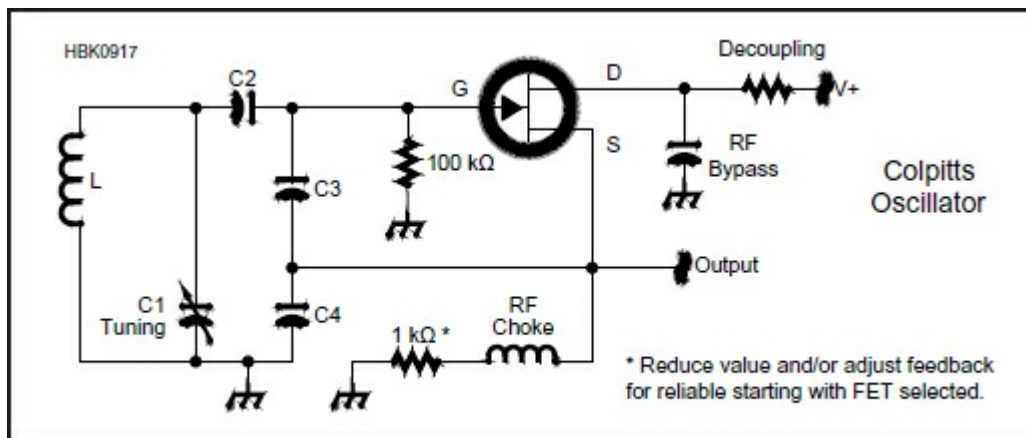 HBK0917
Decoupling
C2
G
D
V+
100 kΩ
S
RF
Bypass
Colpitts
Oscillator
L
C3
Output
C1
Tuning
C4
1 kΩ *
RF
Choke
* Reduce value and/or adjust feedback
for reliable starting with FET selected.